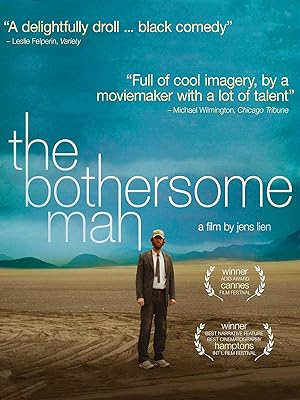 "A delightfully droll ... black comedy"
– Leslie Felperin, Variety
"Full of cool imagery, by a
moviemaker with a lot of talent"
– Michael Wilmington, Chicago Tribune
the
bothersome
man
a film by jens lien
winner
ACID AWARD
cannes
FILM FESTIVAL
winner
BEST NARRATIVE FEATURE
BEST CINEMATOGRAPHY
hamptons
INT'L FILM FESTIVAL